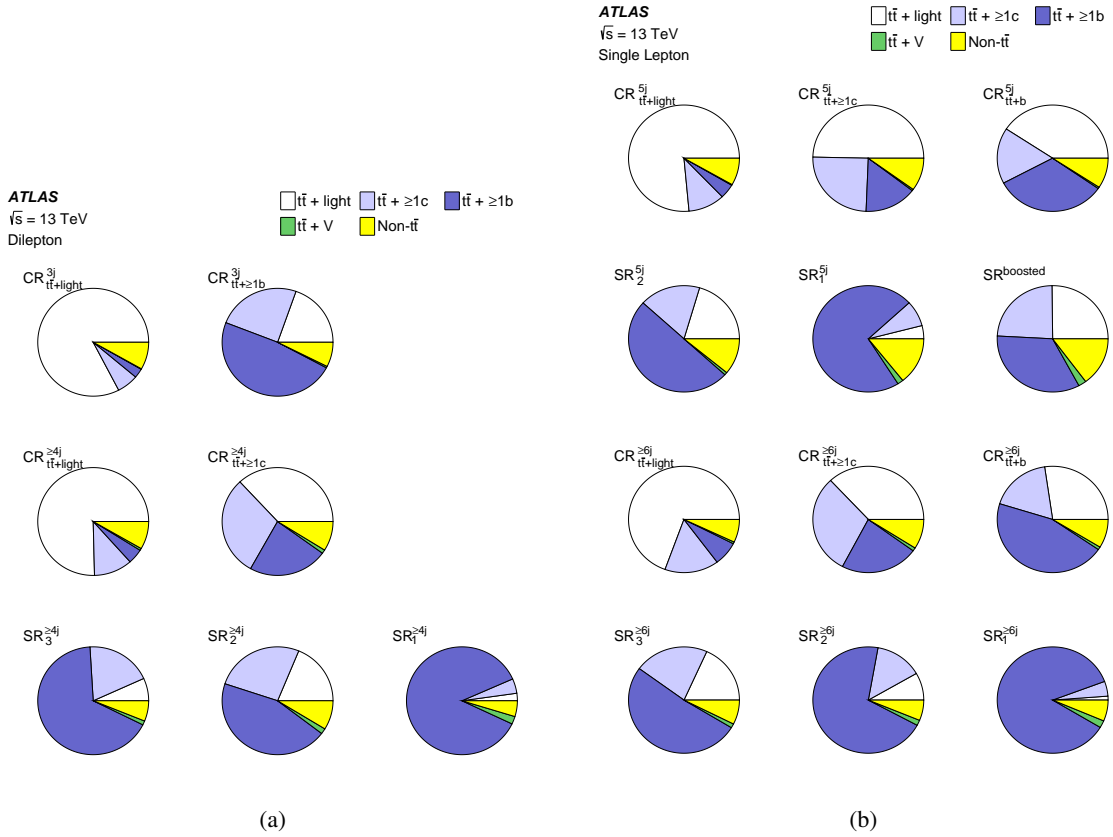 ATLAS
√s = 13 TeV
Dilepton
tt̄ + light tt̄ + ≥1c tt̄ + ≥1b
tt̄ + V Non-tt̄
CR 3j tt̄+light CR 3j tt̄+≥1b
CR ≥4j tt̄+light CR ≥4j tt̄+≥1c
SR ≥4j 3 SR ≥4j 2 SR ≥4j 1
(a)
ATLAS
√s = 13 TeV
Single Lepton
tt̄ + light tt̄ + ≥1c tt̄ + ≥1b
tt̄ + V Non-tt̄
CR 5j tt̄+light CR 5j tt̄+≥1c CR 5j tt̄+b
SR 5j 2 SR 5j 1 SR boosted
CR ≥6j tt̄+light CR ≥6j tt̄+≥1c CR ≥6j tt̄+b
SR ≥6j 3 SR ≥6j 2 SR ≥6j 1
(b)